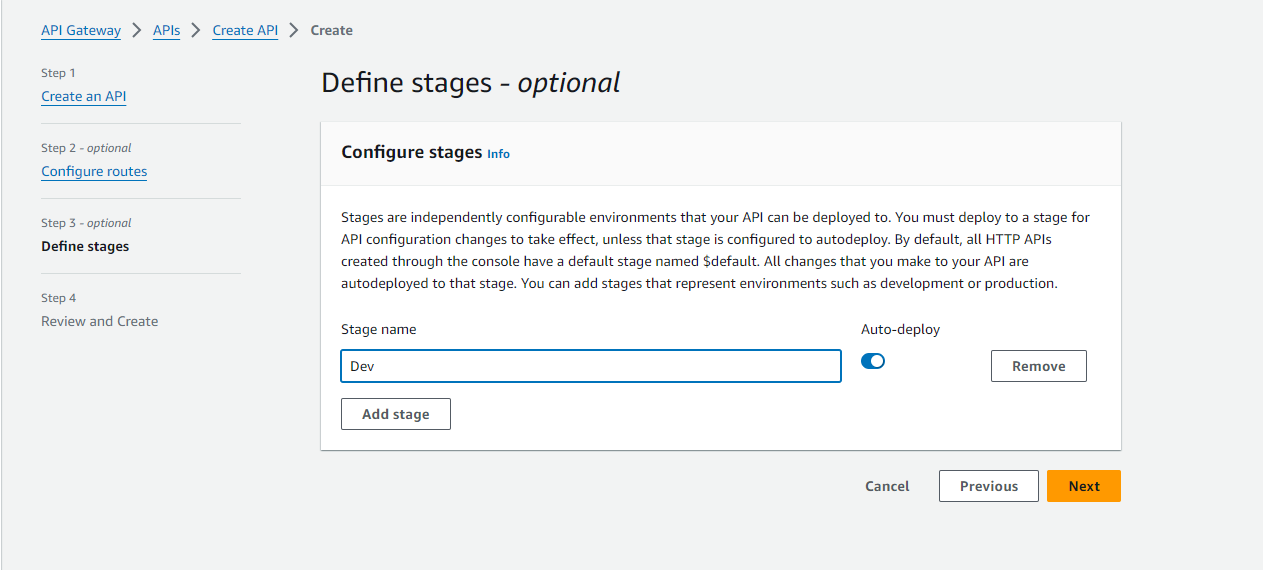 API Gateway > APIs > Create API > Create
Step 1
Create an API
Step 2 - optional
Configure routes
Step 3 - optional
Define stages
Step 4
Review and Create
Define stages - optional
Configure stages Info
Stages are independently configurable environments that your API can be deployed to. You must deploy to a stage for
API configuration changes to take effect, unless that stage is configured to autodeploy. By default, all HTTP APIs
created through the console have a default stage named $default. All changes that you make to your API are
autodeployed to that stage. You can add stages that represent environments such as development or production.
Stage name
Auto-deploy
Dev
Remove
Add stage
Cancel
Previous
Next